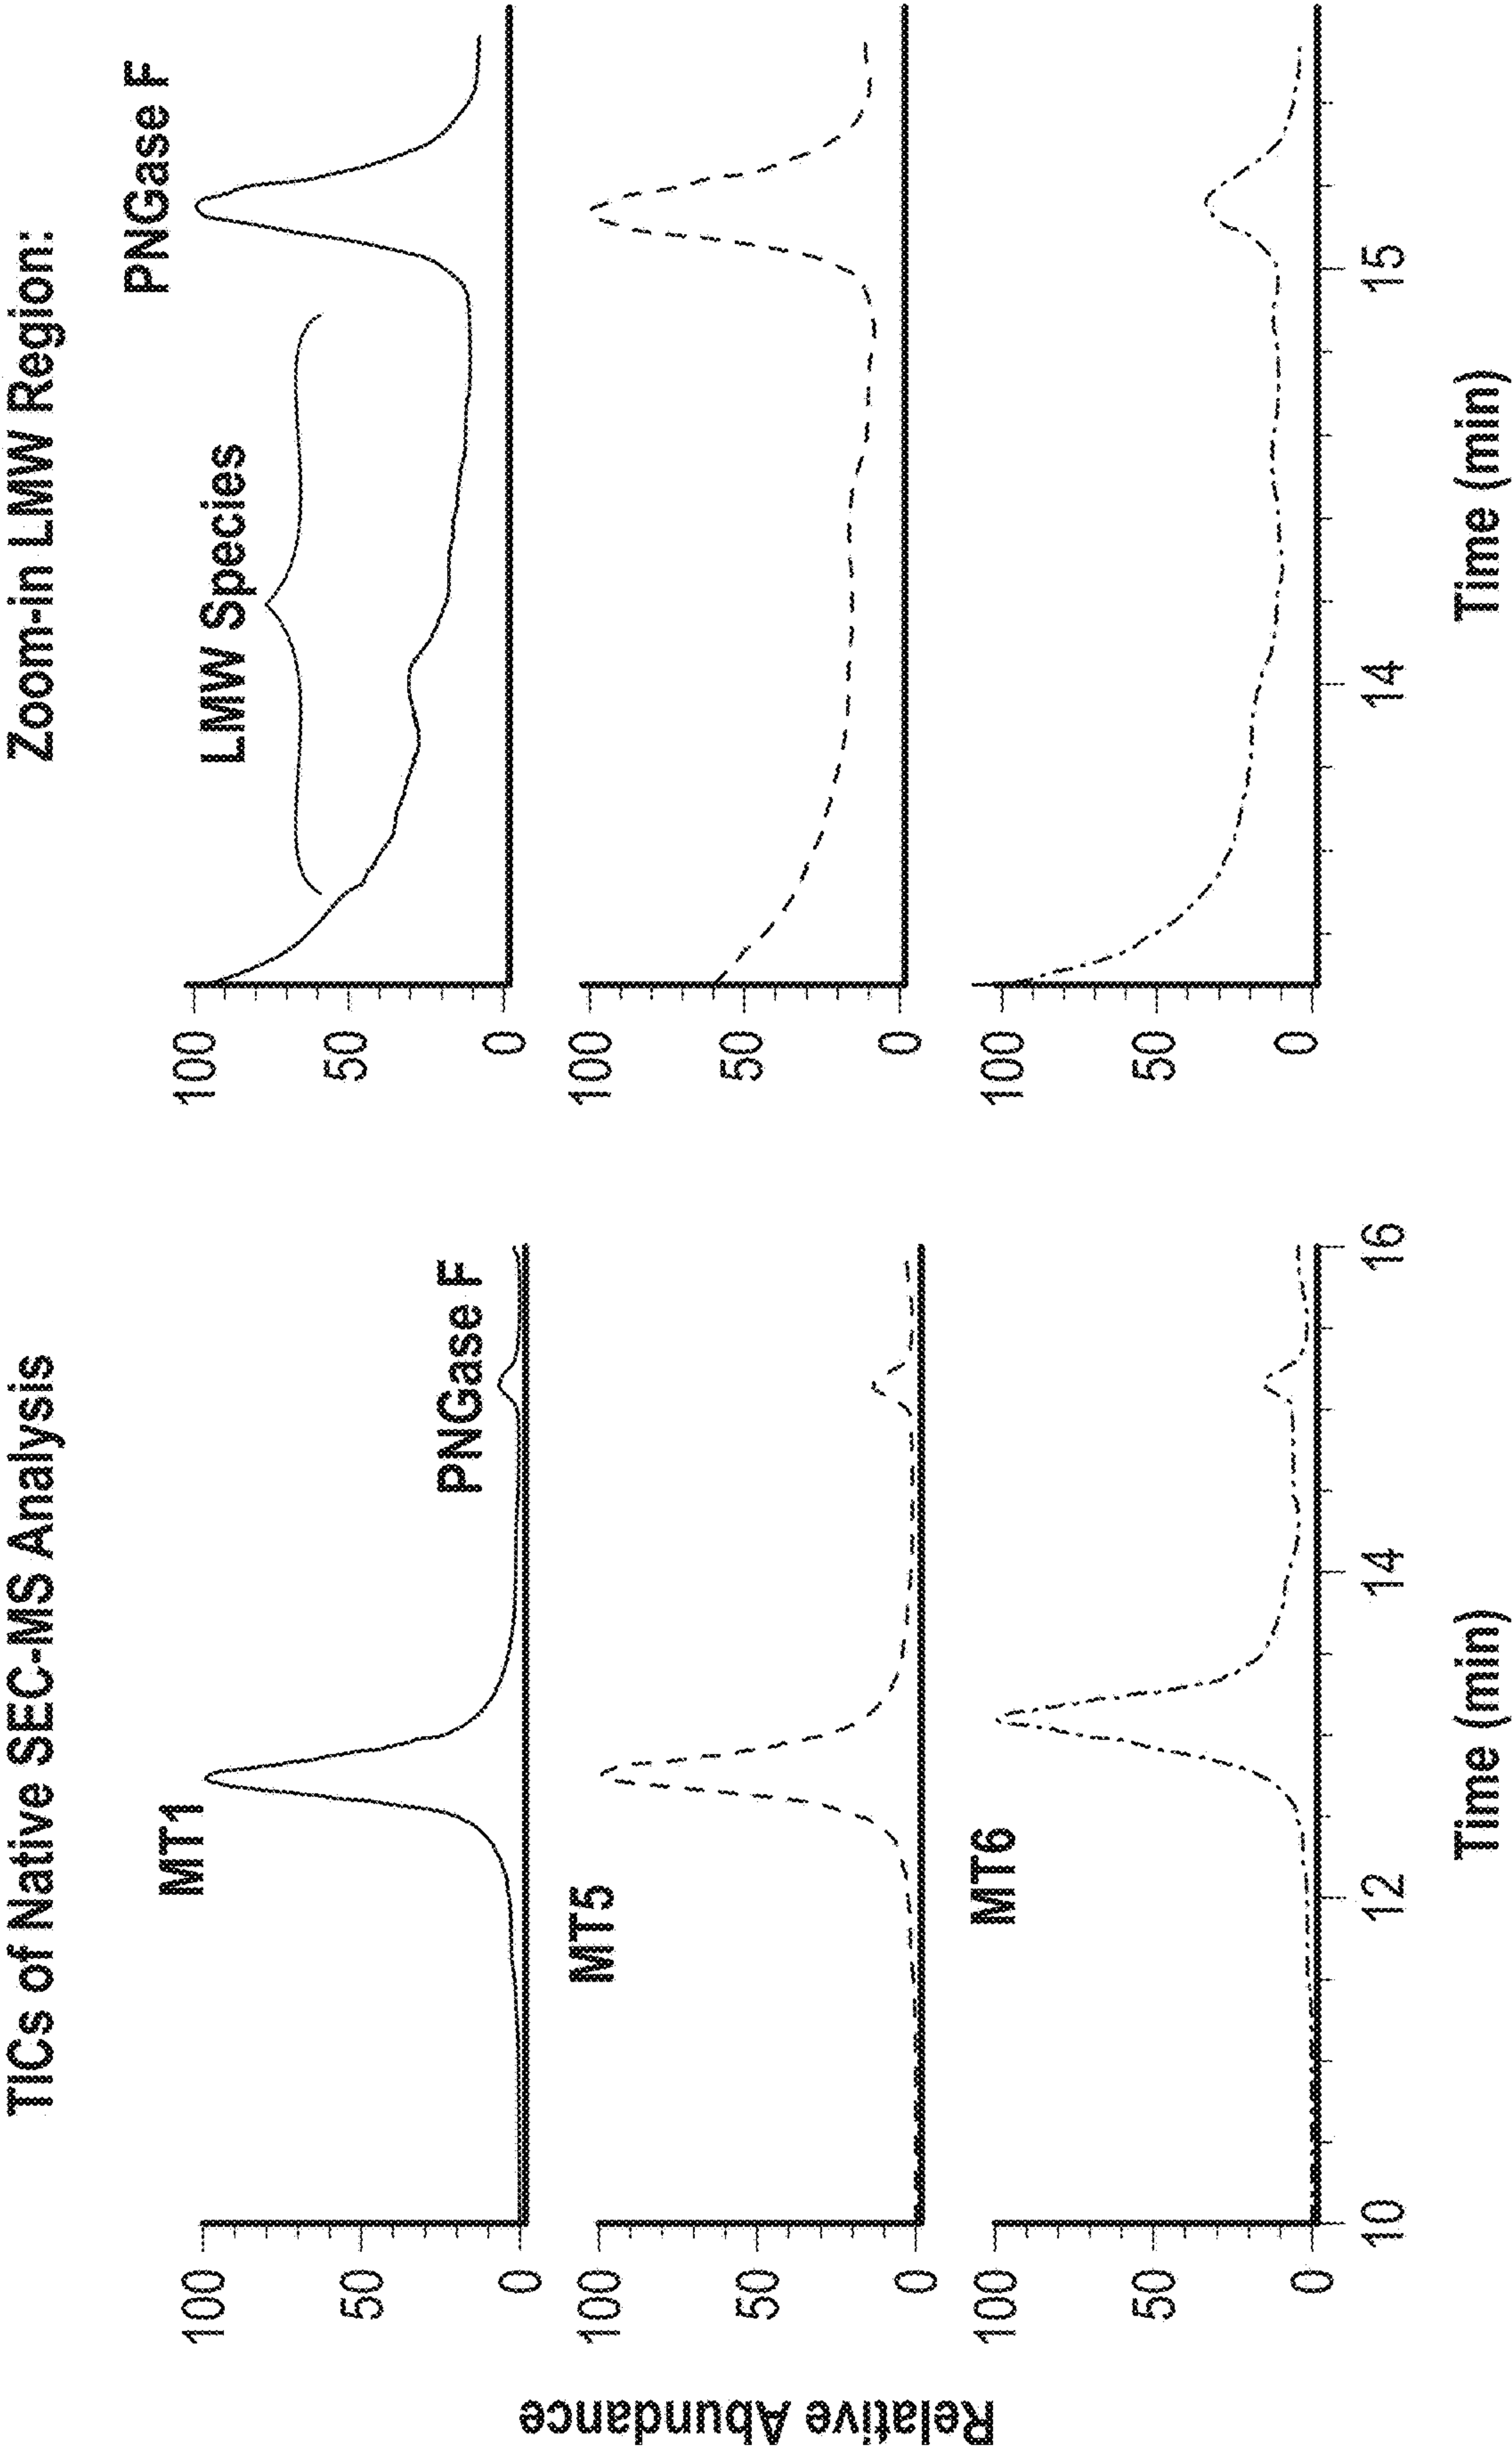 TICs of Native SEC-MS Analysis
Relative Abundance
MT1
PNGase F
100
50
0
MT5
100
50
0
MT6
100
50
0
10
12
14
16
Time (min)
Zoom-in LMW Region:
LMW Species
PNGase F
100
50
0
100
50
0
100
50
0
14
15
Time (min)